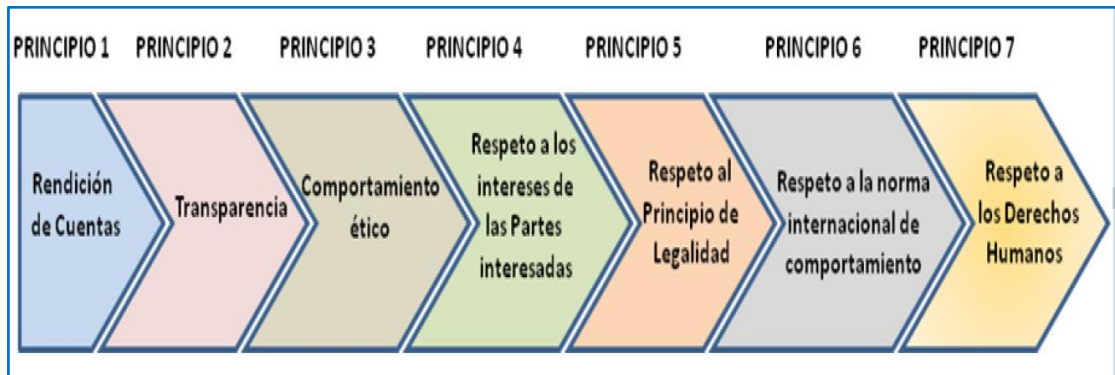 PRINCIPIO 1 PRINCIPIO 2 PRINCIPIO 3 PRINCIPIO 4 PRINCIPIO 5 PRINCIPIO 6 PRINCIPIO 7
Rendición
de Cuentas
Transparencia
Comportamiento
ético
Respeto a los
intereses de
las Partes
interesadas
Respeto al
Principio de
Legalidad
Respeto a la norma
internacional de
comportamiento
Respeto a
los Derechos
Humanos